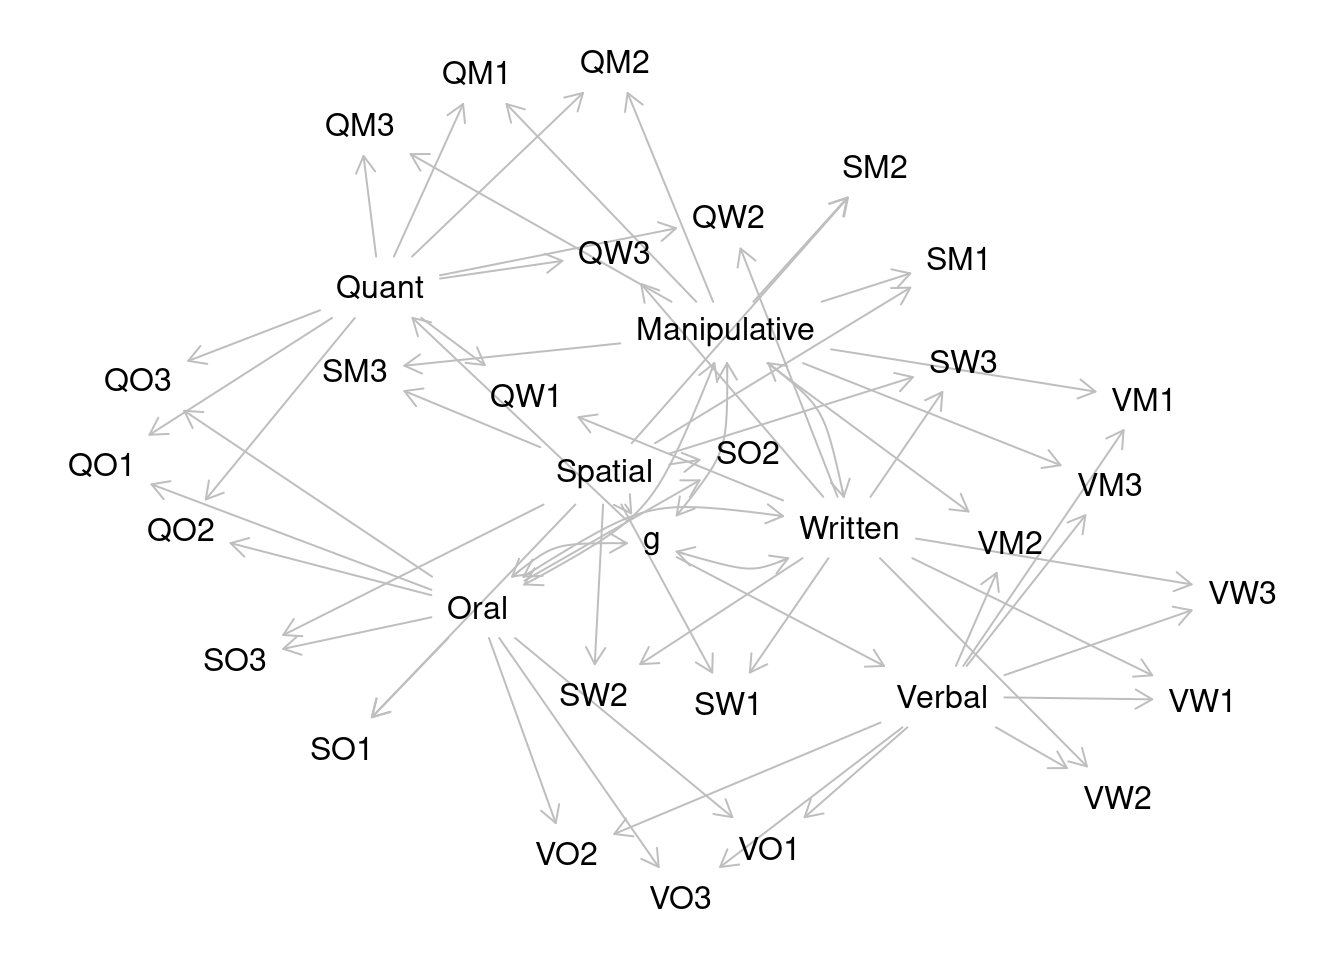 QM2
QM1
QM3
SM2
QW2
QW3
SM1
Quant
Manipulative
SW3
SM3
QO3
QW1
VM1
SO2
QO1
Spatial
VM3
QO2
Written
g
VM2
VW3
Oral
SO3
SW2
Verbal
VW1
SW1
SO1
VW2
VO1
VO2
VO3